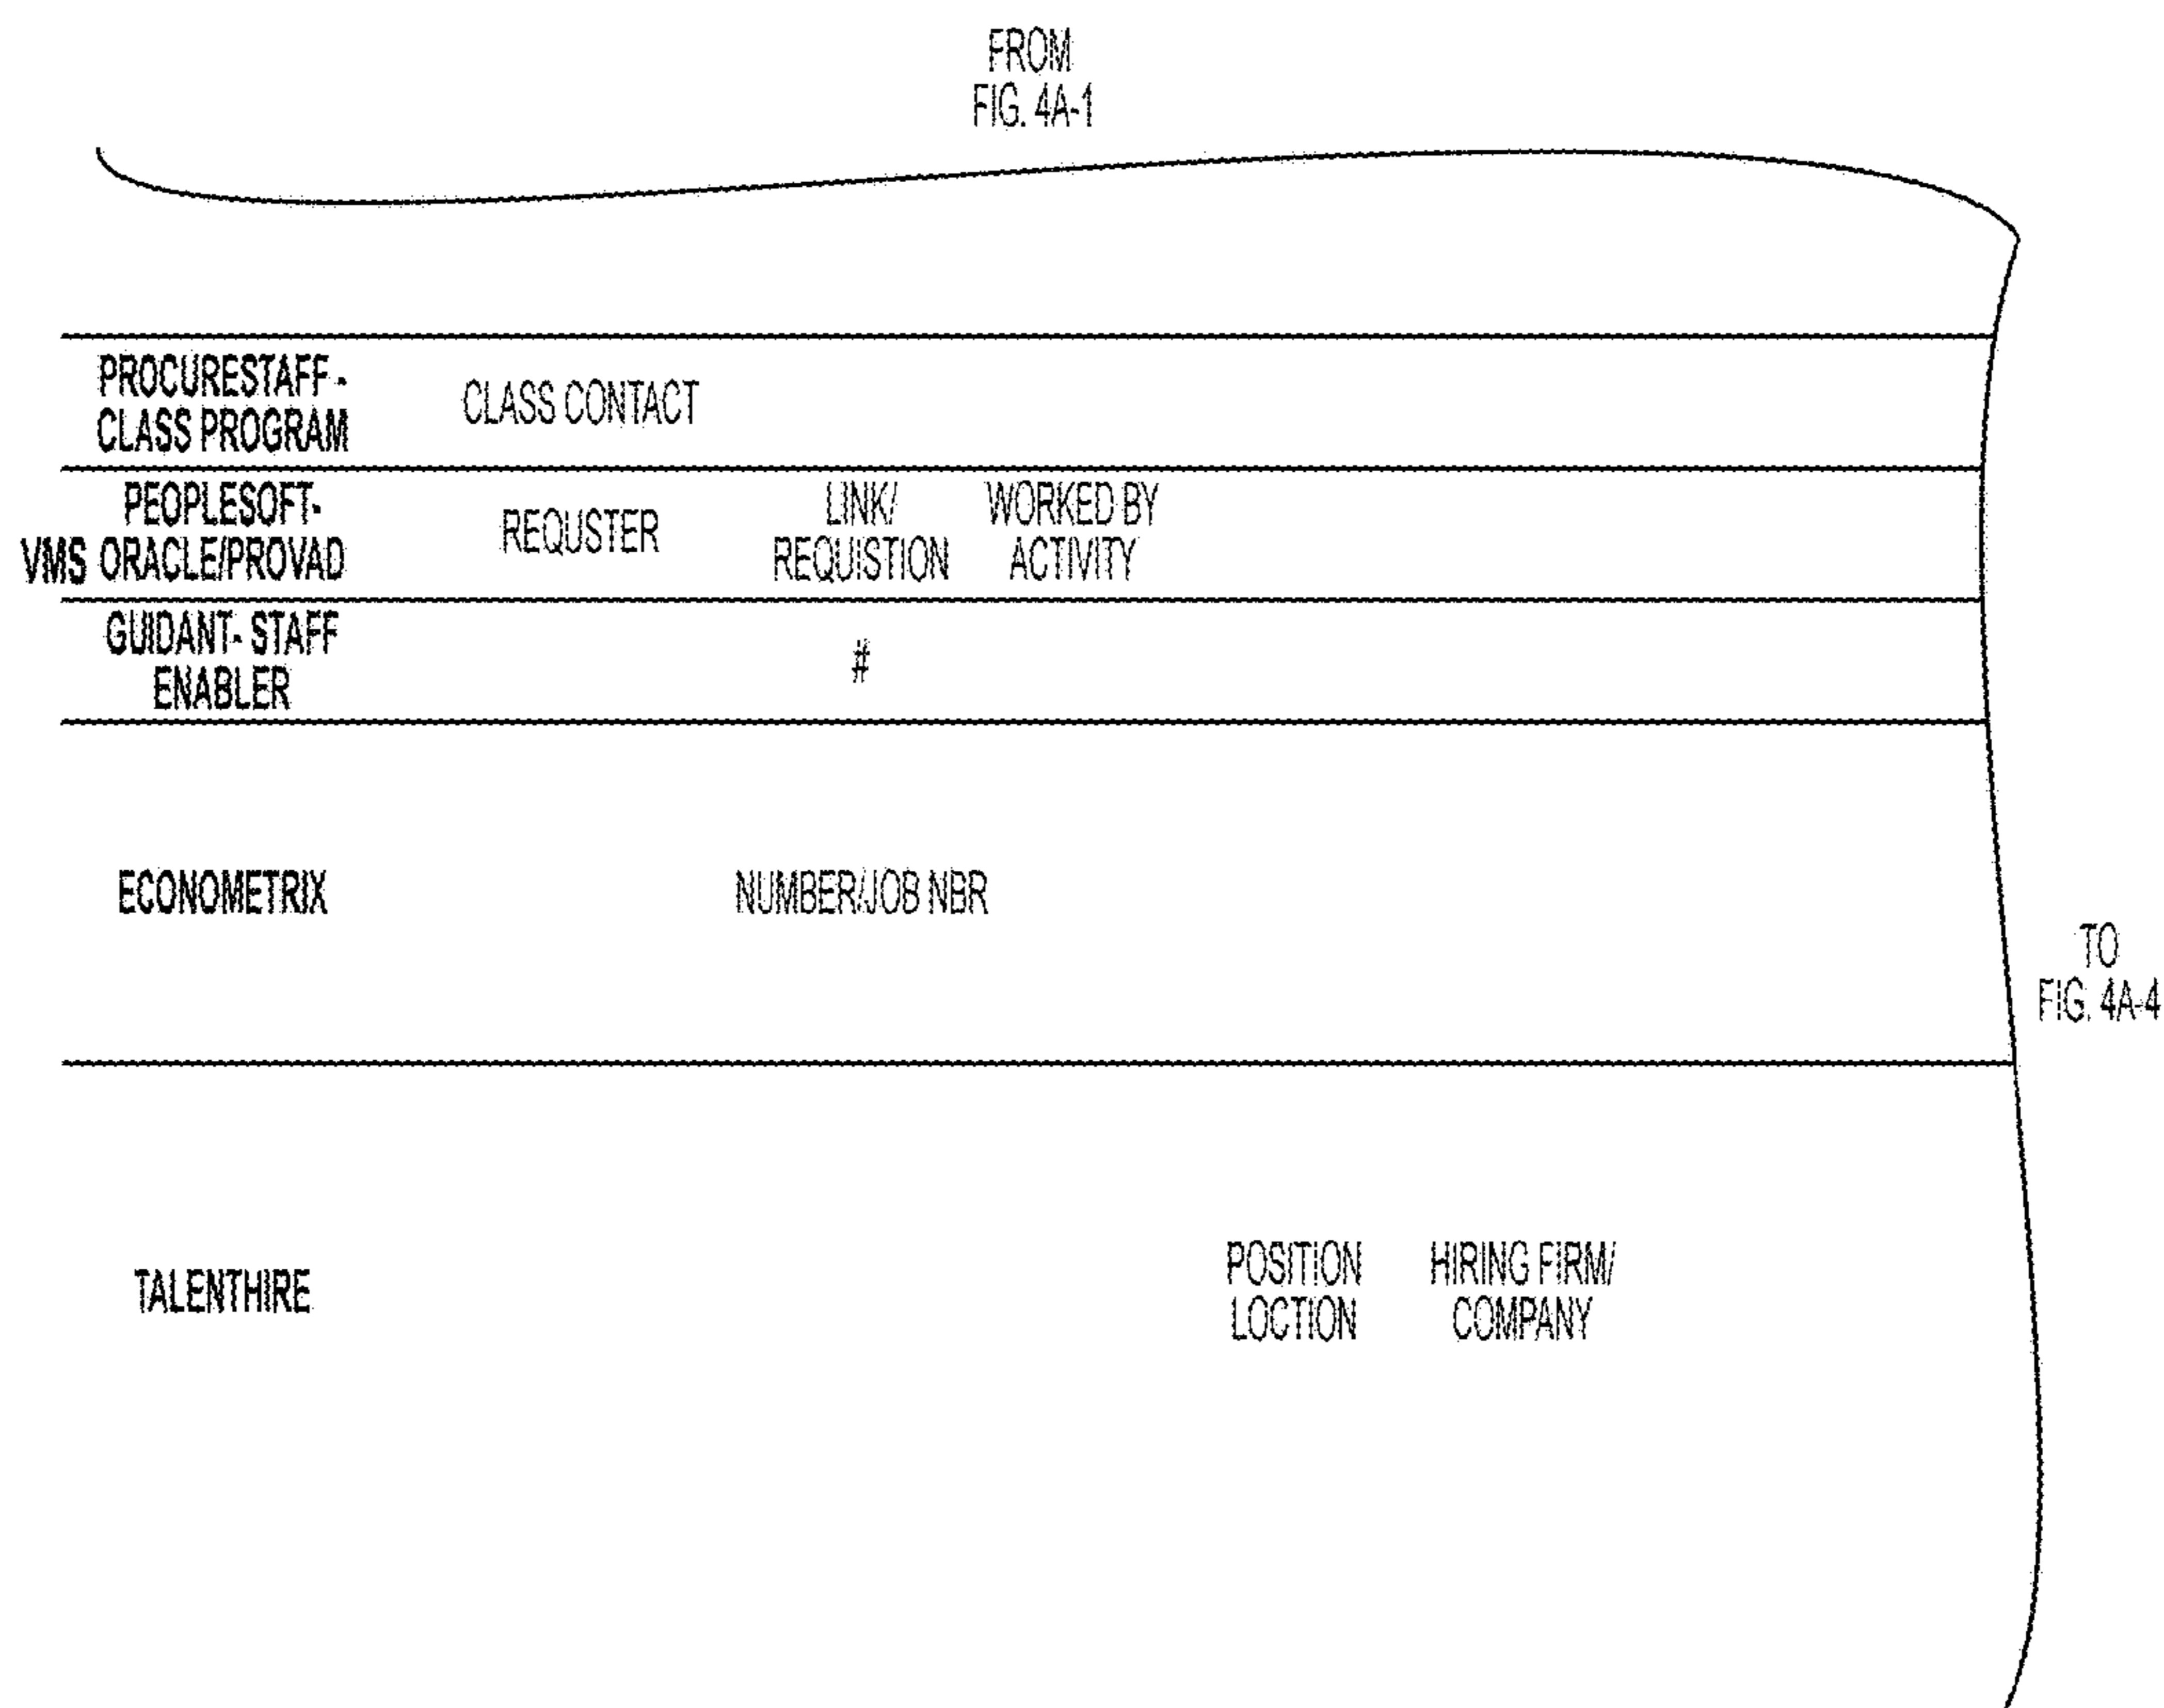 FROM
FIG. 4A-1
PROCURESTAFF -
CLASS PROGRAM
CLASS CONTACT
PEOPLESOFT-
VMS ORACLE/PROVAD
REQUSTER
LINK/
REQUISTION
WORKED BY
ACTIVITY
GUIDANT- STAFF
ENABLER
#
ECONOMETRIX
NUMBER/JOB NBR
TO
FIG. 4A-4
TALENTHIRE
POSITION
LOCTION
HIRING FIRM/
COMPANY